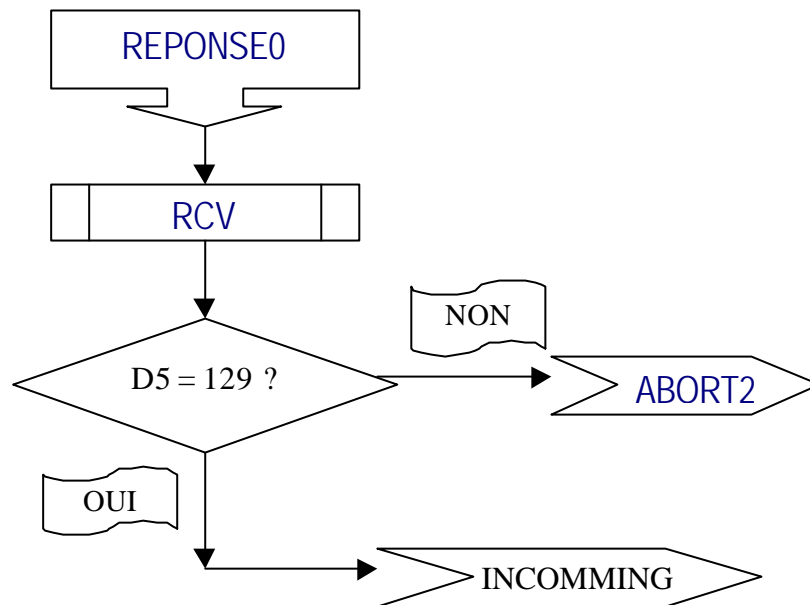 REPONSE0
RCV
NON
D5 = 129 ?
ABORT2
OUI
INCOMMING